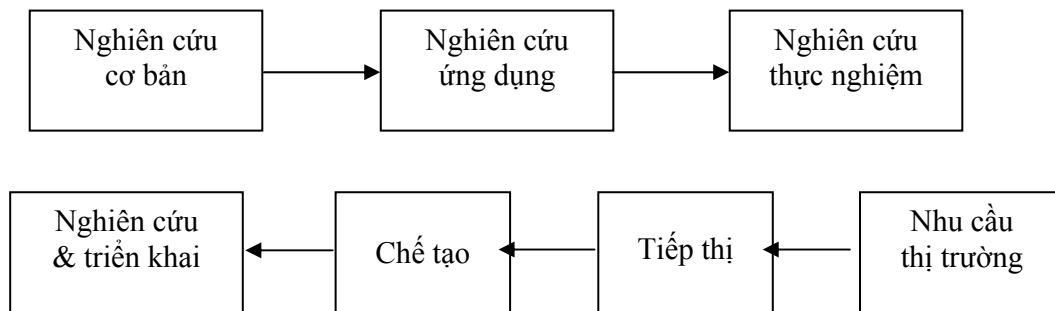 Nghiên cứu
cơ bản
Nghiên cứu
ứng dụng
Nghiên cứu
thực nghiệm
Nghiên cứu
& triển khai
Chế tạo
Tiếp thị
Nhu cầu
thị trường